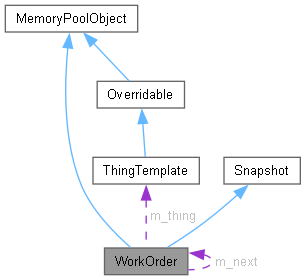 MemoryPoolObject
Overridable
ThingTemplate
Snapshot
m_thing
WorkOrder
m_next